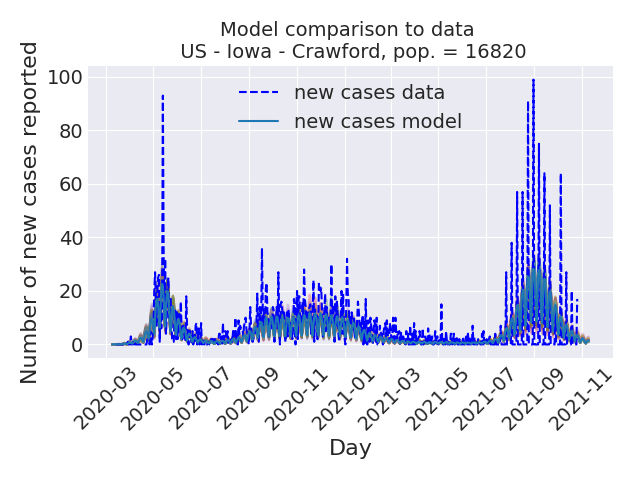 Model comparison to data
US - Iowa - Crawford, pop. = 16820
Number of new cases reported
100
80
60
40
20
0
new cases data
new cases model
2020-03
2020-05
2020-07
2020-09
2020-11
2021-01
2021-03
2021-05
2021-07
2021-09
2021-11
Day